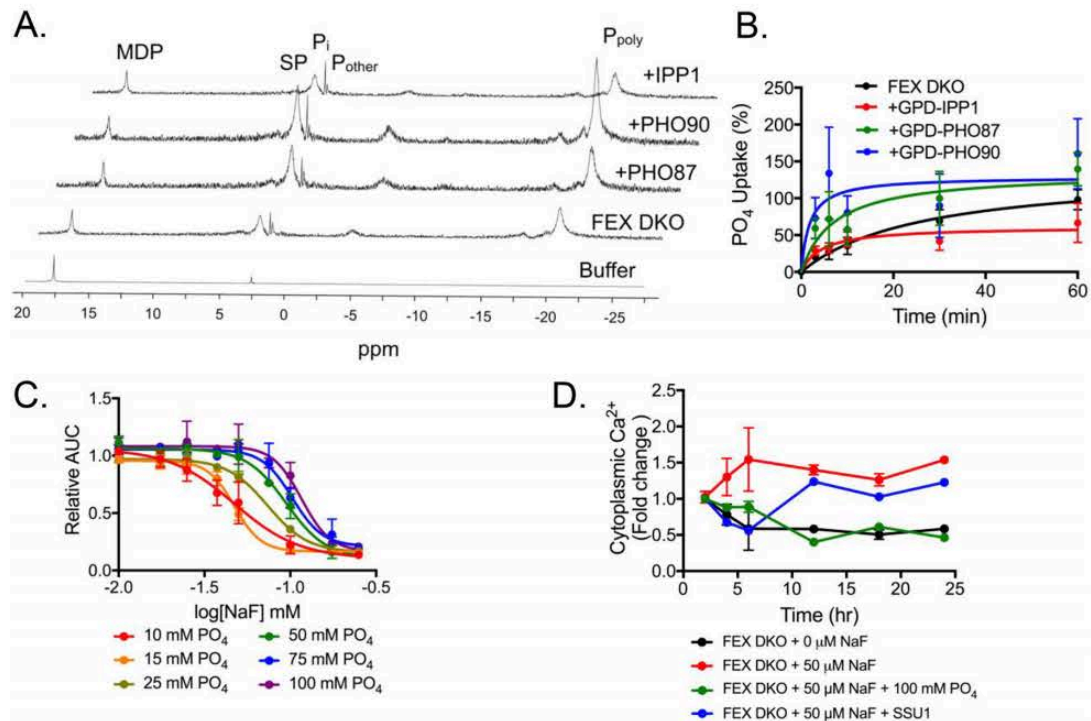 A.
MDP
SP
Pi
Pother
Ppoly
+IPP1
+PHO90
+PHO87
FEX DKO
Buffer
20 15 10 5 0 -5 -10 -15 -20 -25
ppm
B.
PO4 Uptake (%)
250
200
150
100
50
0
FEX DKO
+GPD-IPP1
+GPD-PHO87
+GPD-PHO90
0 20 40 60
Time (min)
C.
Relative AUC
1.5
1.0
0.5
0.0
-2.0 -1.5 -1.0 -0.5
log[NaF] mM
10 mM PO4
15 mM PO4
25 mM PO4
50 mM PO4
75 mM PO4
100 mM PO4
D.
Cytoplasmic Ca2+
(Fold change )
2.5
2.0
1.5
1.0
0.5
0.0
0 5 10 15 20 25
Time (hr)
FEX DKO + 0 µM NaF
FEX DKO + 50 µM NaF
FEX DKO + 50 µM NaF + 100 mM PO4
FEX DKO + 50 µM NaF + SSU1